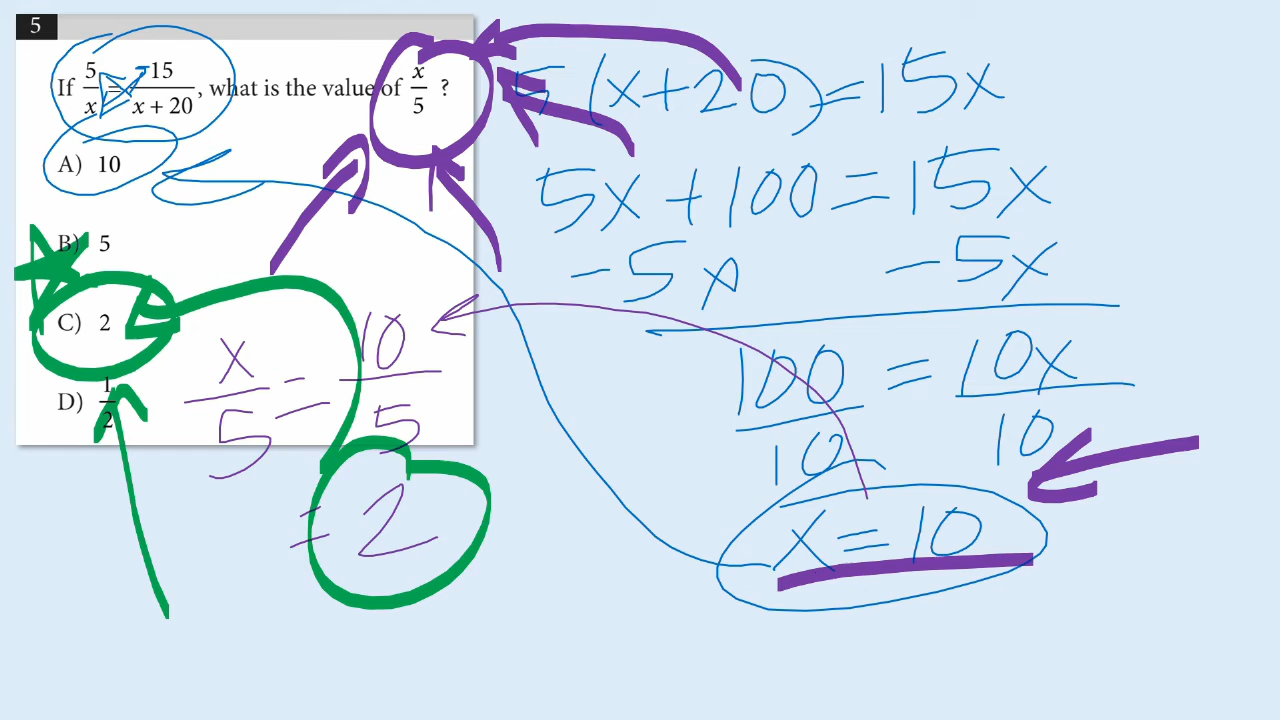 5
If 5/x = 15/(x + 20), what is the value of x/5 ?
A) 10
B) 5
C) 2
D) 1/2
5(x+20)=15x
5x+100=15x
-5x -5x
100/10 = 10x/10
x=10
x/5 = 10/5
= 2